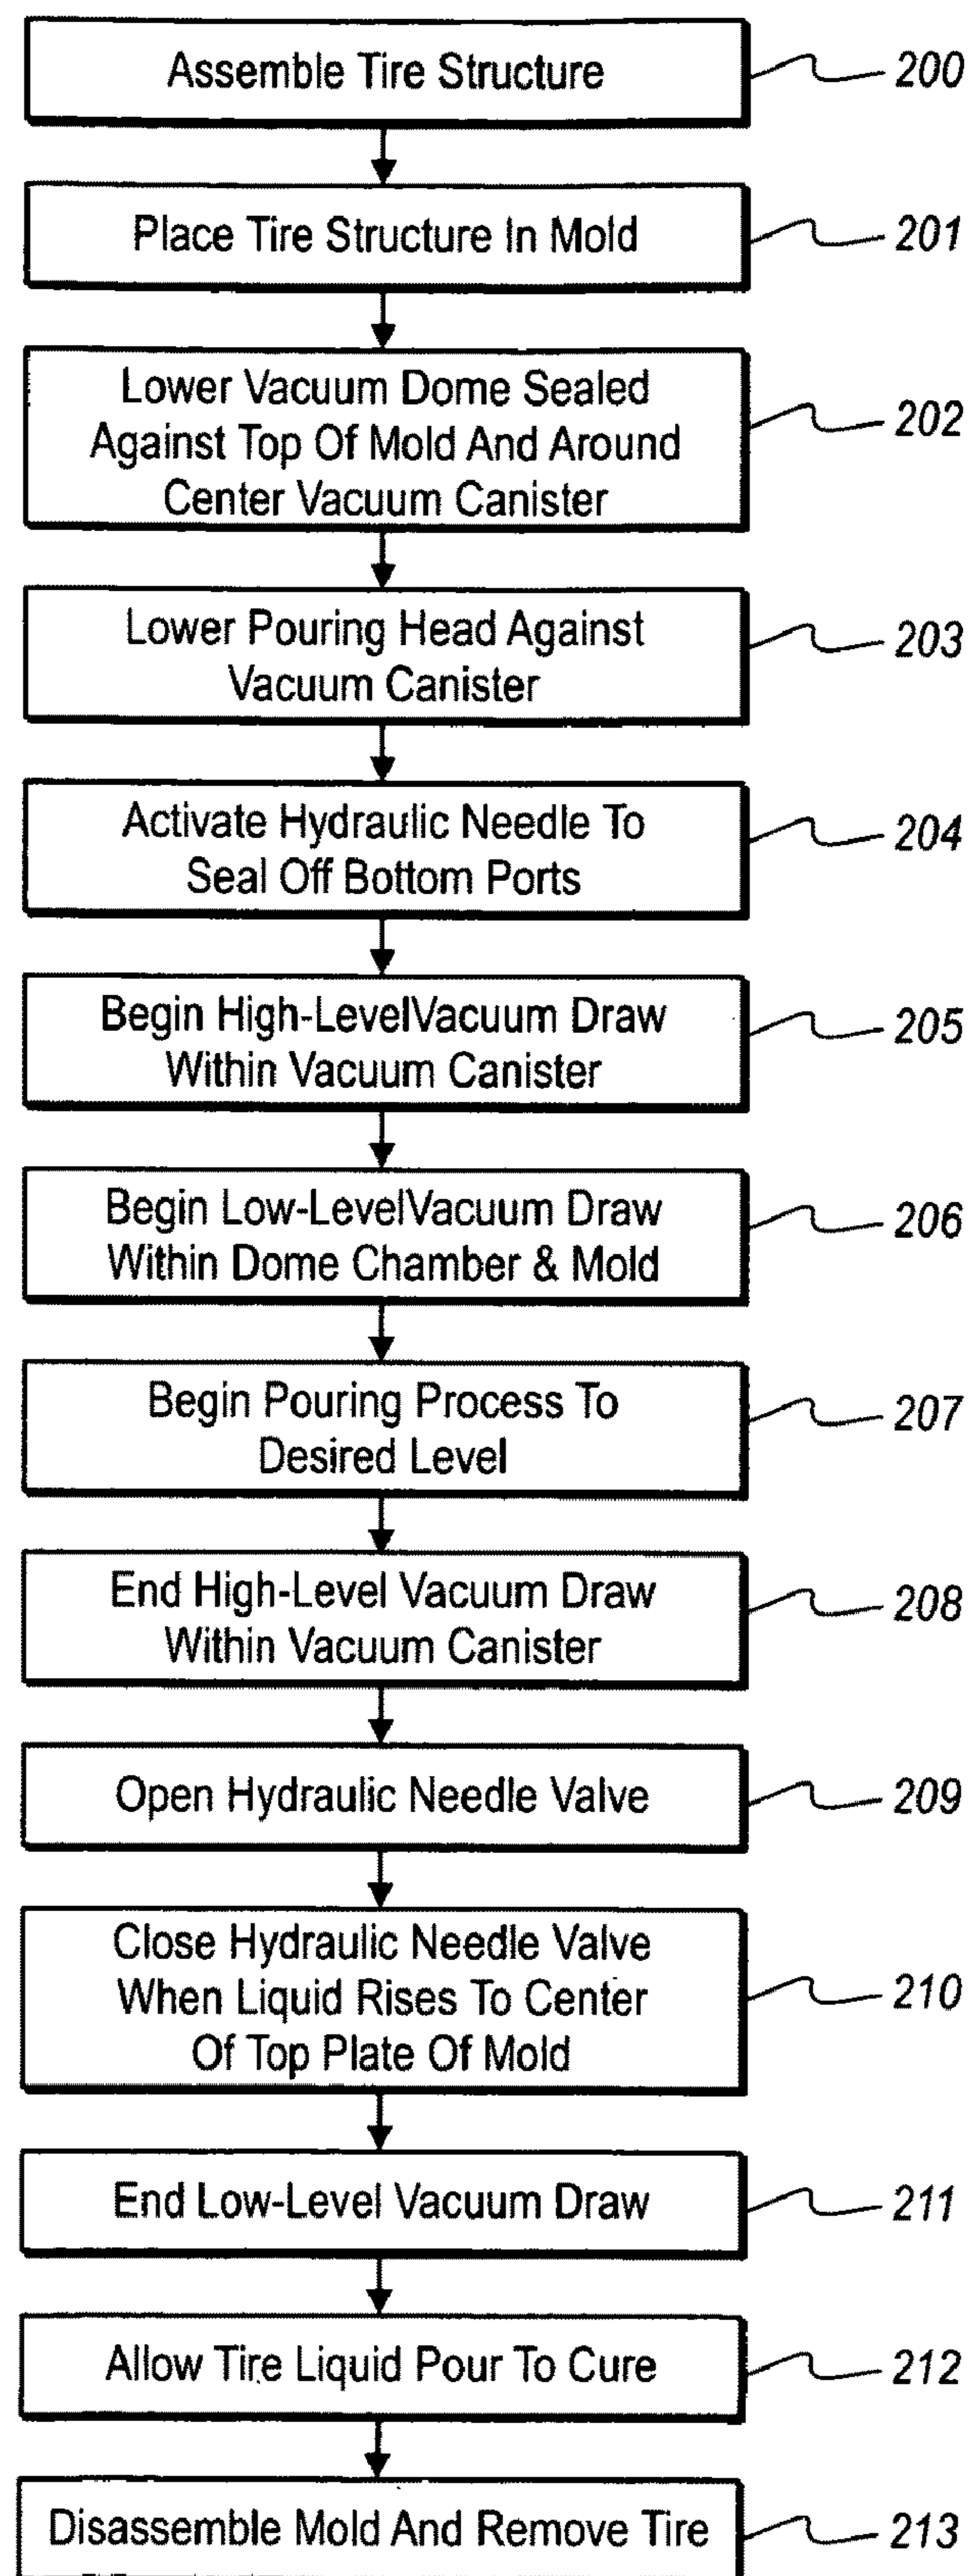 Assemble Tire Structure
200
Place Tire Structure In Mold
201
Lower Vacuum Dome Sealed
Against Top Of Mold And Around
Center Vacuum Canister
202
Lower Pouring Head Against
Vacuum Canister
203
Activate Hydraulic Needle To
Seal Off Bottom Ports
204
Begin High-LevelVacuum Draw
Within Vacuum Canister
205
Begin Low-LevelVacuum Draw
Within Dome Chamber & Mold
206
Begin Pouring Process To
Desired Level
207
End High-Level Vacuum Draw
Within Vacuum Canister
208
Open Hydraulic Needle Valve
209
Close Hydraulic Needle Valve
When Liquid Rises To Center
Of Top Plate Of Mold
210
End Low-Level Vacuum Draw
211
Allow Tire Liquid Pour To Cure
212
Disassemble Mold And Remove Tire
213